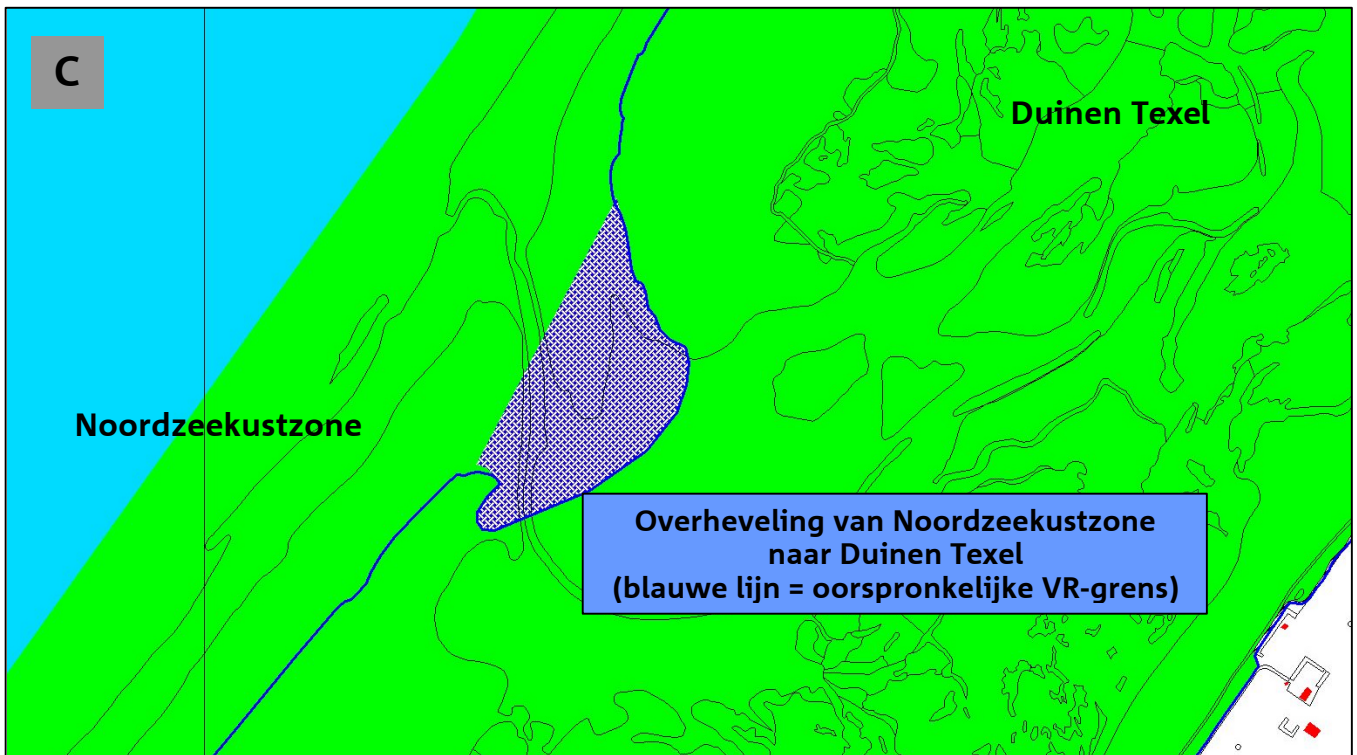 C
Duinen Texel
Noordzeekustzone
Overheveling van Noordzeekustzone
naar Duinen Texel
(blauwe lijn = oorspronkelijke VR-grens)